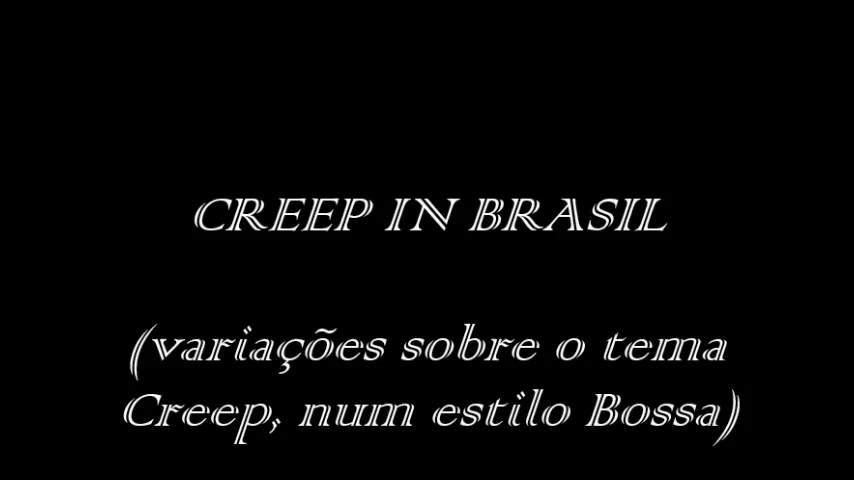 CREEP IN BRASIL
(variações sobre o tema
Creep, num estilo Bossa)